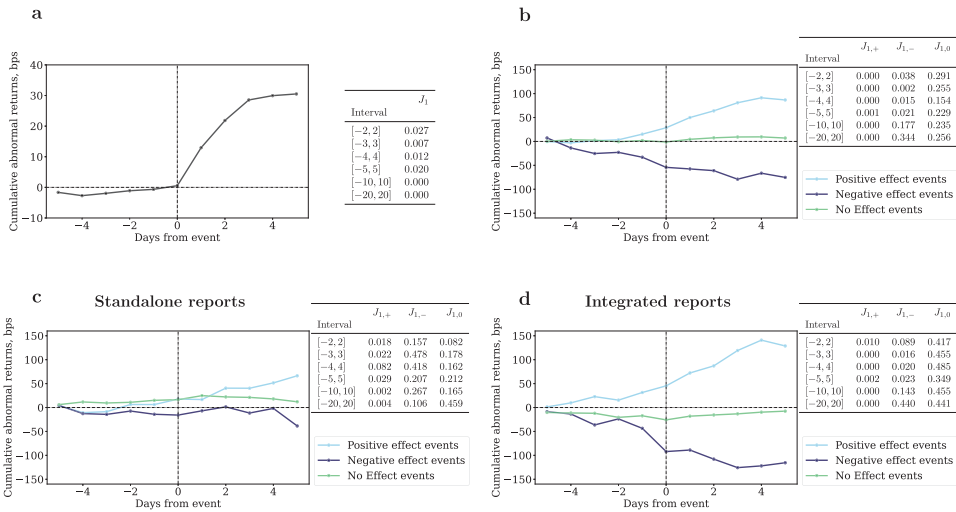 a
Cumulative abnormal returns, bps
40
30
20
10
0
−10
−4 −2 0 2 4
Days from event
J1
Interval
[−2, 2] 0.027
[−3, 3] 0.007
[−4, 4] 0.012
[−5, 5] 0.020
[−10, 10] 0.000
[−20, 20] 0.000
b
Cumulative abnormal returns, bps
150
100
50
0
−50
−100
−150
−4 −2 0 2 4
Days from event
J1,+ J1,− J1,0
Interval
[−2, 2] 0.000 0.038 0.291
[−3, 3] 0.000 0.002 0.255
[−4, 4] 0.000 0.015 0.154
[−5, 5] 0.001 0.021 0.229
[−10, 10] 0.000 0.177 0.235
[−20, 20] 0.000 0.344 0.256
Positive effect events
Negative effect events
No Effect events
c
Standalone reports
Cumulative abnormal returns, bps
150
100
50
0
−50
−100
−150
−4 −2 0 2 4
Days from event
J1,+ J1,− J1,0
Interval
[−2, 2] 0.018 0.157 0.082
[−3, 3] 0.022 0.478 0.178
[−4, 4] 0.082 0.418 0.162
[−5, 5] 0.029 0.207 0.212
[−10, 10] 0.002 0.267 0.165
[−20, 20] 0.004 0.106 0.459
Positive effect events
Negative effect events
No Effect events
d
Integrated reports
Cumulative abnormal returns, bps
150
100
50
0
−50
−100
−150
−4 −2 0 2 4
Days from event
J1,+ J1,− J1,0
Interval
[−2, 2] 0.010 0.089 0.417
[−3, 3] 0.000 0.016 0.455
[−4, 4] 0.000 0.020 0.485
[−5, 5] 0.002 0.023 0.349
[−10, 10] 0.000 0.143 0.455
[−20, 20] 0.000 0.440 0.441
Positive effect events
Negative effect events
No Effect events